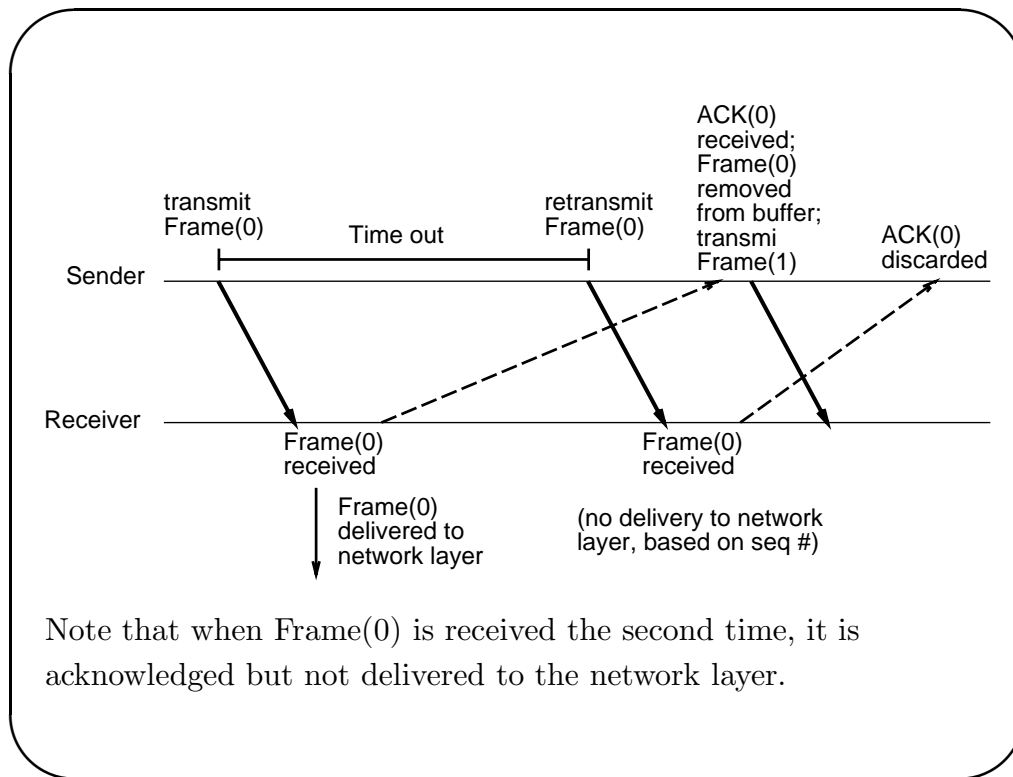 transmit
Frame(0)
Time out
retransmit
Frame(0)
ACK(0)
received;
Frame(0)
removed
from buffer;
transmi
Frame(1)
ACK(0)
discarded
Sender
Receiver
Frame(0)
received
Frame(0)
delivered to
network layer
Frame(0)
received
(no delivery to network
layer, based on seq #)
Note that when Frame(0) is received the second time, it is
acknowledged but not delivered to the network layer.